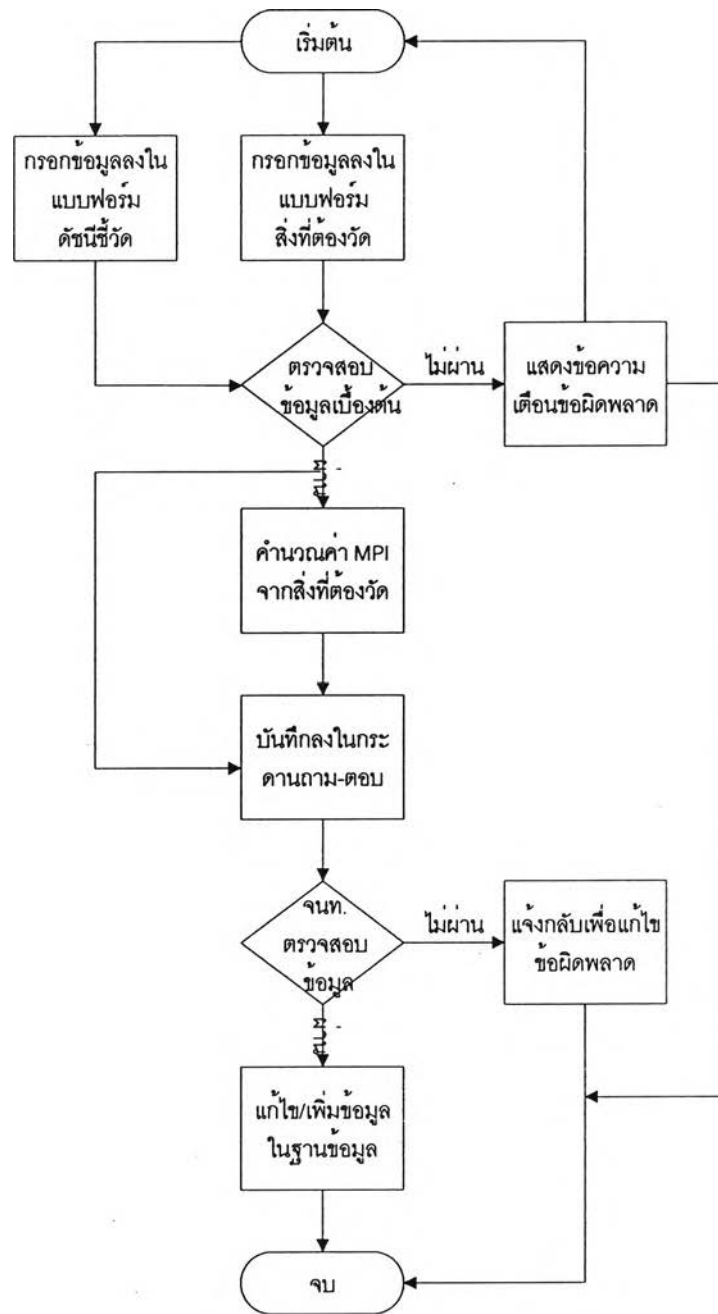 เริ่มต้น
กรอกข้อมูลลงใน
แบบฟอร์ม
ดัชนีชี้วัด
กรอกข้อมูลลงใน
แบบฟอร์ม
สิ่งที่ต้องวัด
ตรวจสอบ
ข้อมูลเบื้องต้น
ไม่ผ่าน
แสดงข้อความ
เตือนข้อผิดพลาด
ผ่าน
คำนวณค่า MPI
จากสิ่งที่ต้องวัด
บันทึกลงในกระ
ดานถาม-ตอบ
จนท.
ตรวจสอบ
ข้อมูล
ไม่ผ่าน
แจ้งกลับเพื่อแก้ไข
ข้อผิดพลาด
ผ่าน
แก้ไข/เพิ่มข้อมูล
ในฐานข้อมูล
จบ